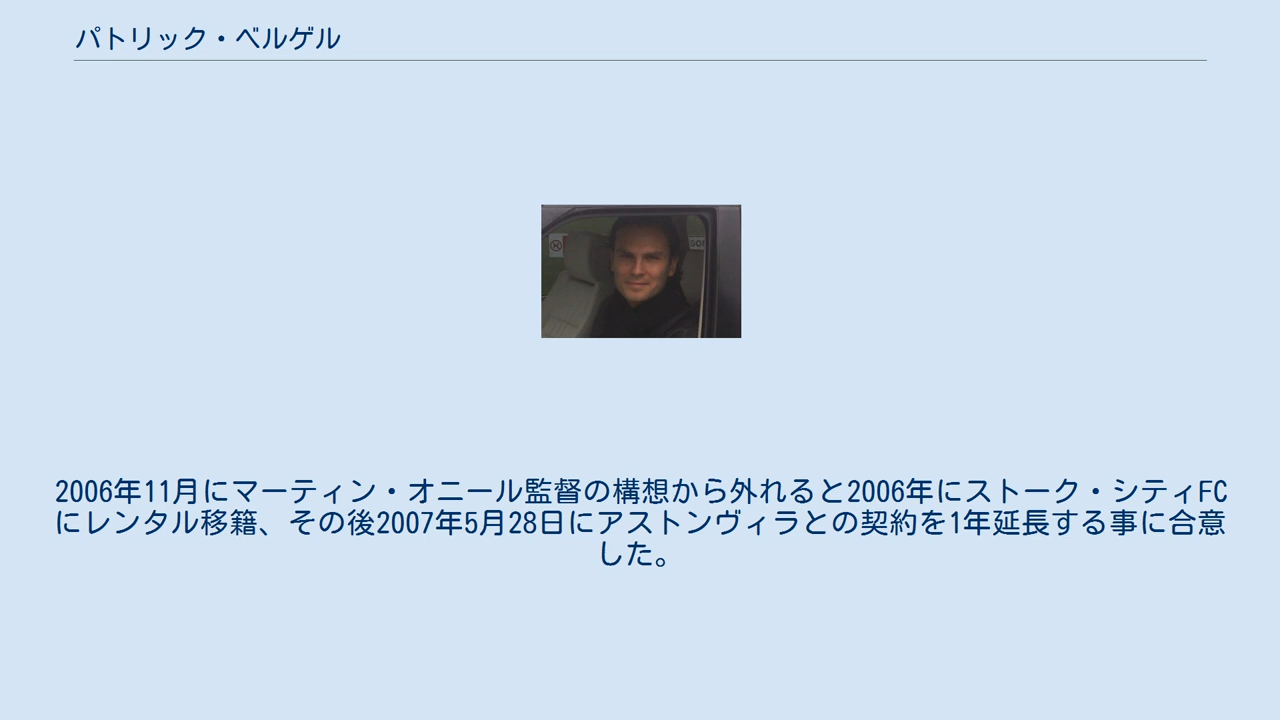 パトリック・ベルゲル
2006年11月にマーティン・オニール監督の構想から外れると2006年にストーク・シティFC
にレンタル移籍、その後2007年5月28日にアストンヴィラとの契約を1年延長する事に合意
した。